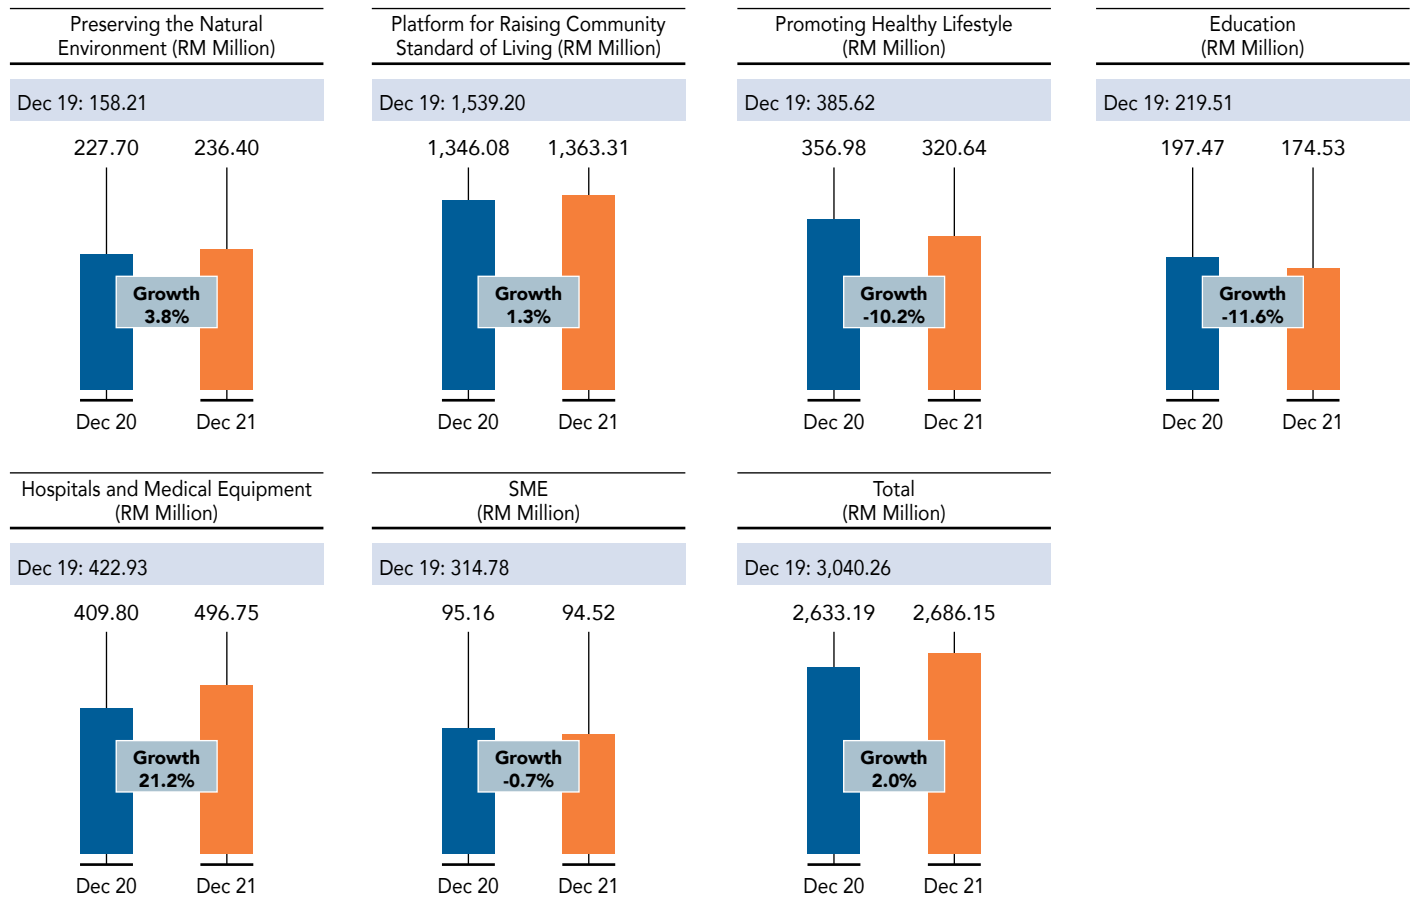 Preserving the Natural
Environment (RM Million)
Dec 19: 158.21
227.70 236.40
Growth
3.8%
Dec 20 Dec 21
Platform for Raising Community
Standard of Living (RM Million)
Dec 19: 1,539.20
1,346.08 1,363.31
Growth
1.3%
Dec 20 Dec 21
Promoting Healthy Lifestyle
(RM Million)
Dec 19: 385.62
356.98 320.64
Growth
-10.2%
Dec 20 Dec 21
Education
(RM Million)
Dec 19: 219.51
197.47 174.53
Growth
-11.6%
Dec 20 Dec 21
Hospitals and Medical Equipment
(RM Million)
Dec 19: 422.93
409.80 496.75
Growth
21.2%
Dec 20 Dec 21
SME
(RM Million)
Dec 19: 314.78
95.16 94.52
Growth
-0.7%
Dec 20 Dec 21
Total
(RM Million)
Dec 19: 3,040.26
2,633.19 2,686.15
Growth
2.0%
Dec 20 Dec 21